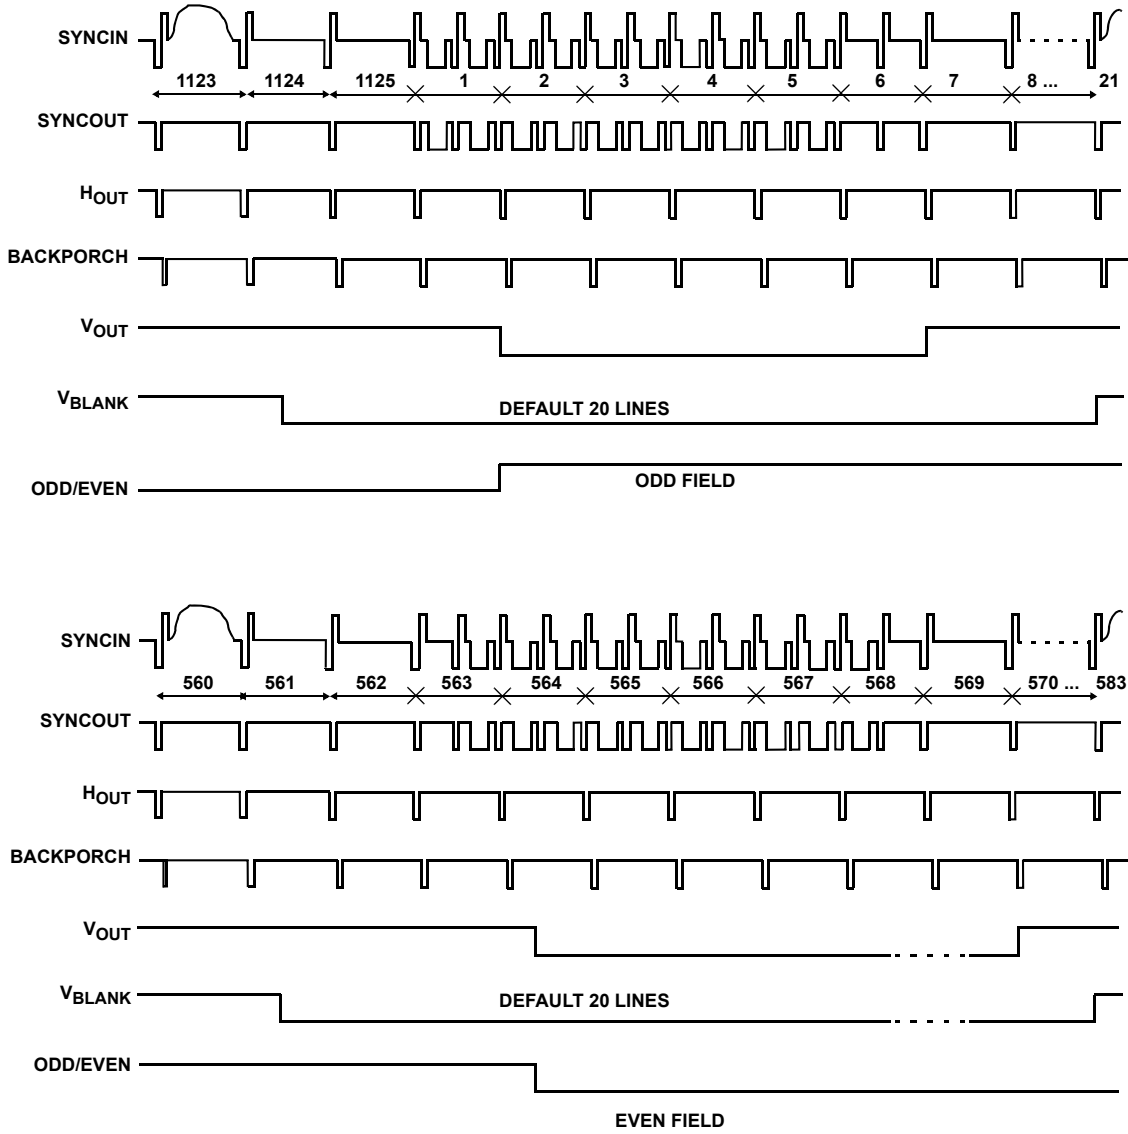 SYNCIN
1123 1124 1125 1 2 3 4 5 6 7 8 ... 21
SYNCOUT
HOUT
BACKPORCH
VOUT
VBLANK
DEFAULT 20 LINES
ODD/EVEN
ODD FIELD
SYNCIN
560 561 562 563 564 565 566 567 568 569 570 ... 583
SYNCOUT
HOUT
BACKPORCH
VOUT
VBLANK
DEFAULT 20 LINES
ODD/EVEN
EVEN FIELD